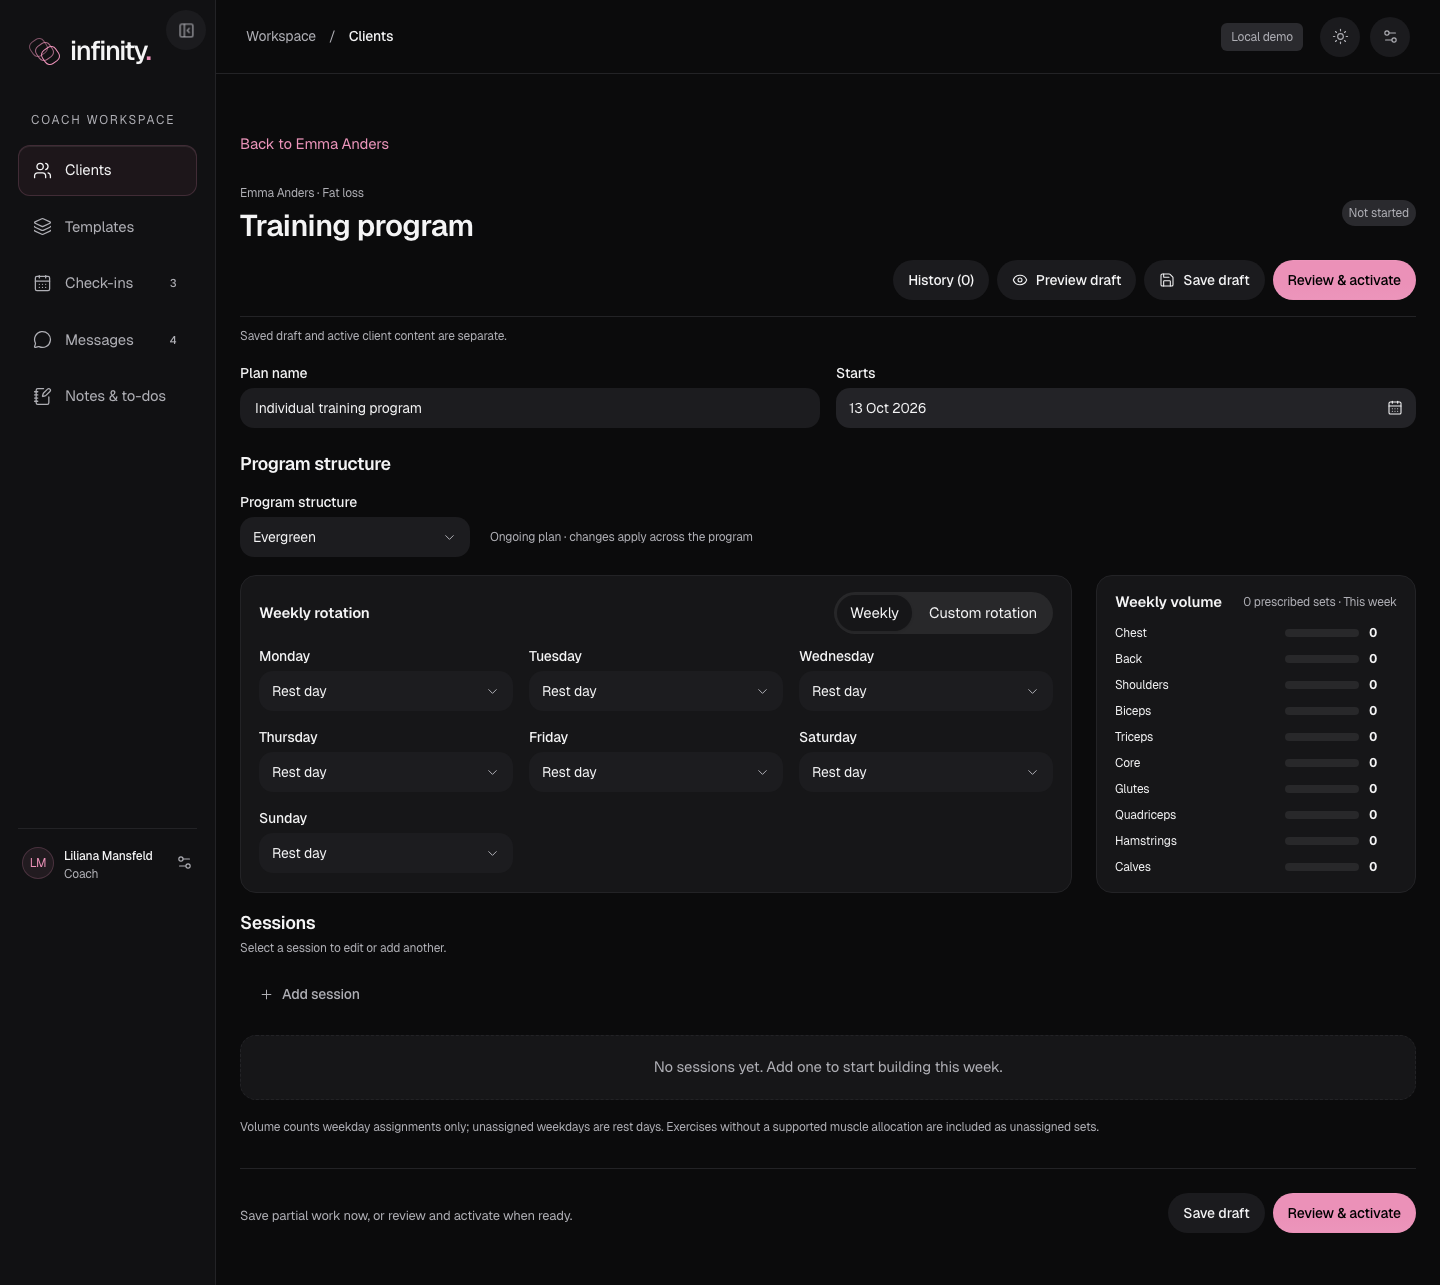 infinity.
COACH WORKSPACE
Clients
Templates
Check-ins 3
Messages 4
Notes & to-dos
LM
Liliana Mansfeld
Coach
Workspace / Clients
Local demo
Back to Emma Anders
Emma Anders · Fat loss
Training program
Not started
History (0)
Preview draft
Save draft
Review & activate
Saved draft and active client content are separate.
Plan name
Individual training program
Starts
13 Oct 2026
Program structure
Program structure
Evergreen
Ongoing plan · changes apply across the program
Weekly rotation
Weekly
Custom rotation
Monday
Rest day
Tuesday
Rest day
Wednesday
Rest day
Thursday
Rest day
Friday
Rest day
Saturday
Rest day
Sunday
Rest day
Weekly volume
0 prescribed sets · This week
Chest 0
Back 0
Shoulders 0
Biceps 0
Triceps 0
Core 0
Glutes 0
Quadriceps 0
Hamstrings 0
Calves 0
Sessions
Select a session to edit or add another.
Add session
No sessions yet. Add one to start building this week.
Volume counts weekday assignments only; unassigned weekdays are rest days. Exercises without a supported muscle allocation are included as unassigned sets.
Save partial work now, or review and activate when ready.
Save draft
Review & activate